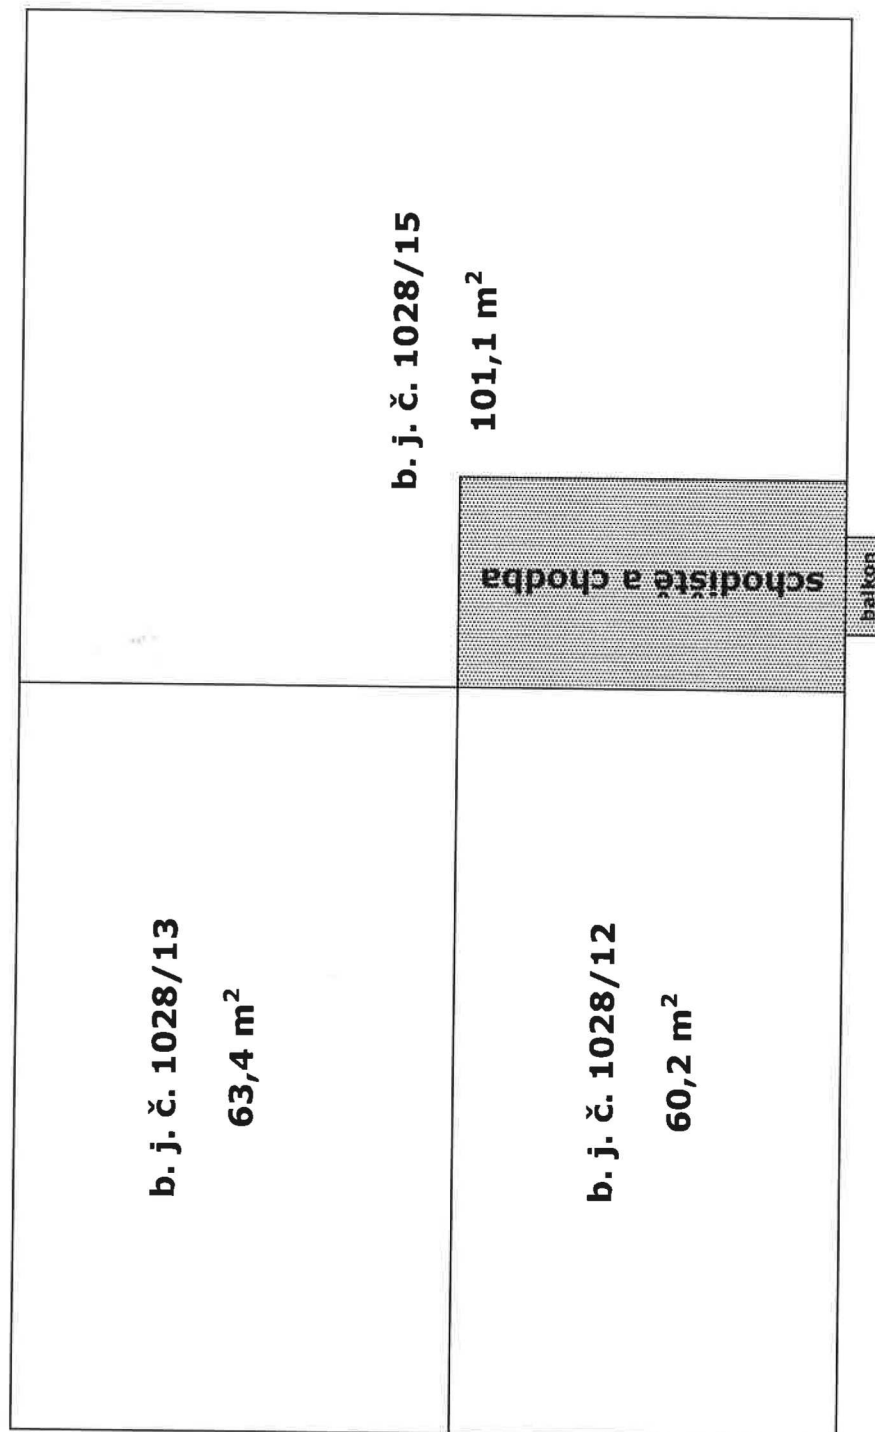 b. j. č. 1028/15
101,1 m²
schodiště a chodba
balkon
b. j. č. 1028/13
63,4 m²
b. j. č. 1028/12
60,2 m²